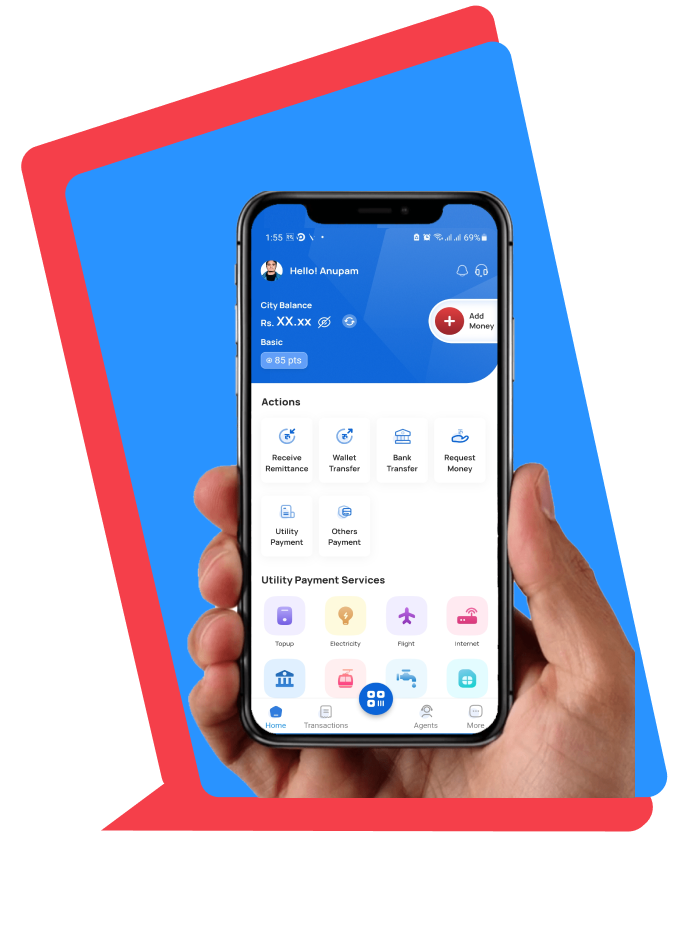 1:55
69%
Hello! Anupam
City Balance
Rs. XX.xx
Add
Money
Basic
85 pts
Actions
Receive
Remittance
Wallet
Transfer
Bank
Transfer
Request
Money
Utility
Payment
Others
Payment
Utility Payment Services
Topup
Electricity
Flight
Internet
Home
Transactions
Agents
More